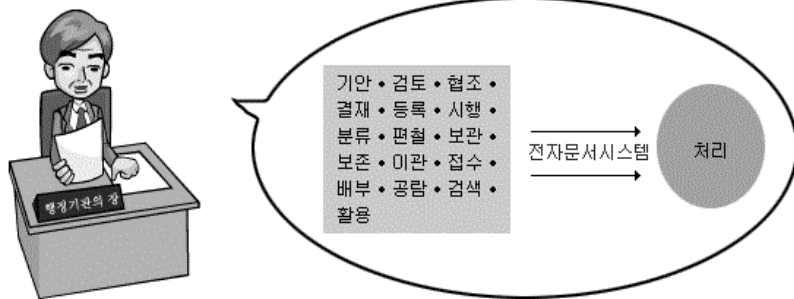 기안 • 검토 • 협조 •
결재 • 등록 • 시행 •
분류 • 편철 • 보관 •
보존 • 이관 • 접수 •
배부 • 공람 • 검색 •
활용
전자문서시스템
처리
행정기관의 장